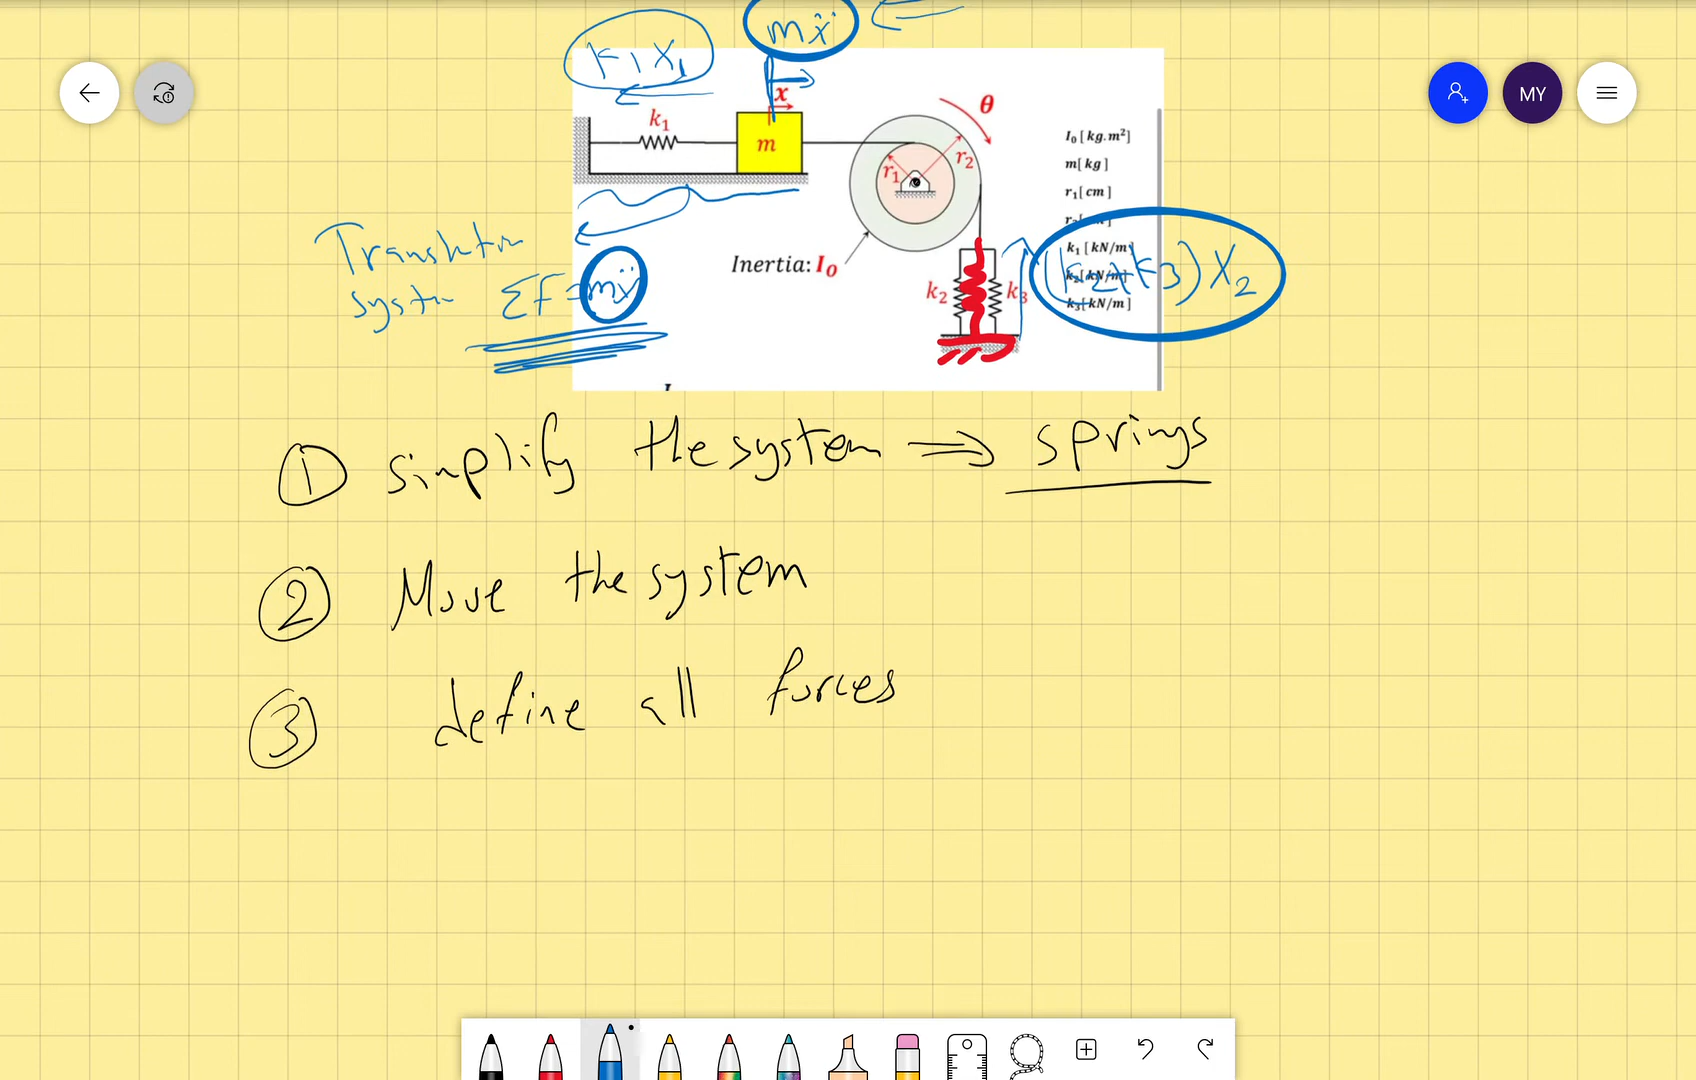 mẍ
k1x1
x
θ
k1
m
r1
r2
I₀ [ kg.m²]
m[ kg ]
r₁[ cm ]
k₁ [ kN/m]
k₃[ kN/m ]
(k2+k3) X2
Inertia: I₀
k2
k3
system ΣF = mẍ
① simplify the system ⇒ springs
② Move the system
③ define all forces
MY